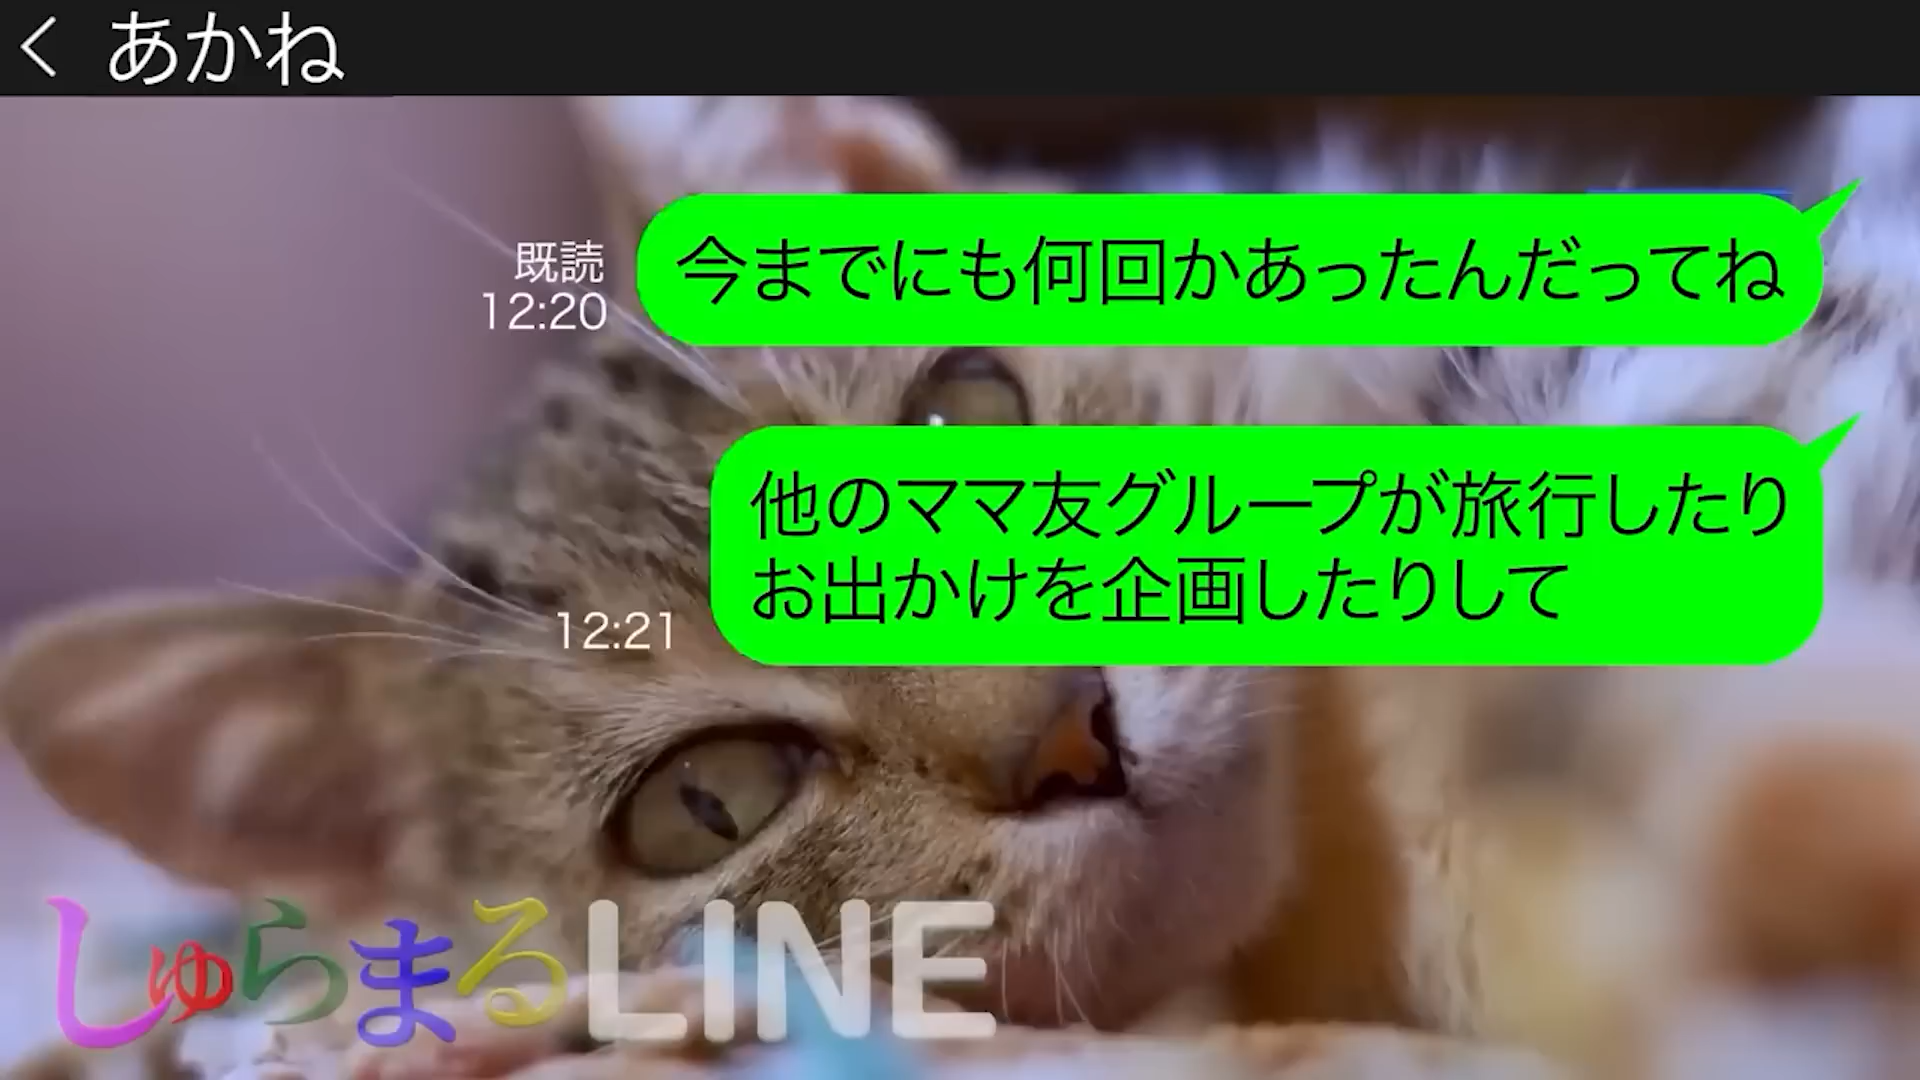 あかね
今までにも何回かあったんだってね
既読
12:20
他のママ友グループが旅行したり
お出かけを企画したりして
12:21
しゅらまるLINE